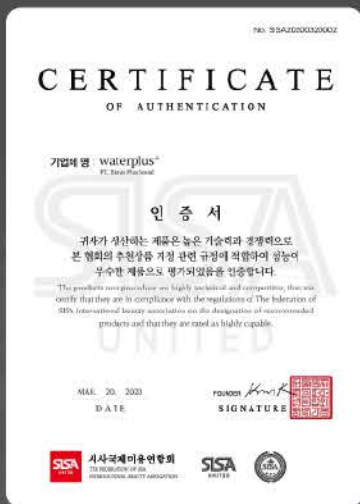 No. SSA20200320002
CERTIFICATE
OF AUTHENTICATION
기업체 명 : waterplus+
인 증 서
귀사가 생산하는 제품은 높은 기술력과 경쟁력으로
본 협회의 추천상품 지정 관련 규정에 적합하여 성능이
우수한 제품으로 평가되었음을 인증합니다.
The products you procedure are highly technical and competitive, thus we
certify that they are in compliance with the regulations of The federation of
SISA international beauty association on the designation of recommended
products and that they are rated as highly capable.
SISA
UNITED
MAR. 20, 2020
DATE
FOUNDER
SIGNATURE
SISA
UNITED
시사국제미용연합회
THE FEDERATION OF SISA
INTERNATIONAL BEAUTY ASSOCIATION
SISA
UNITED
SISA